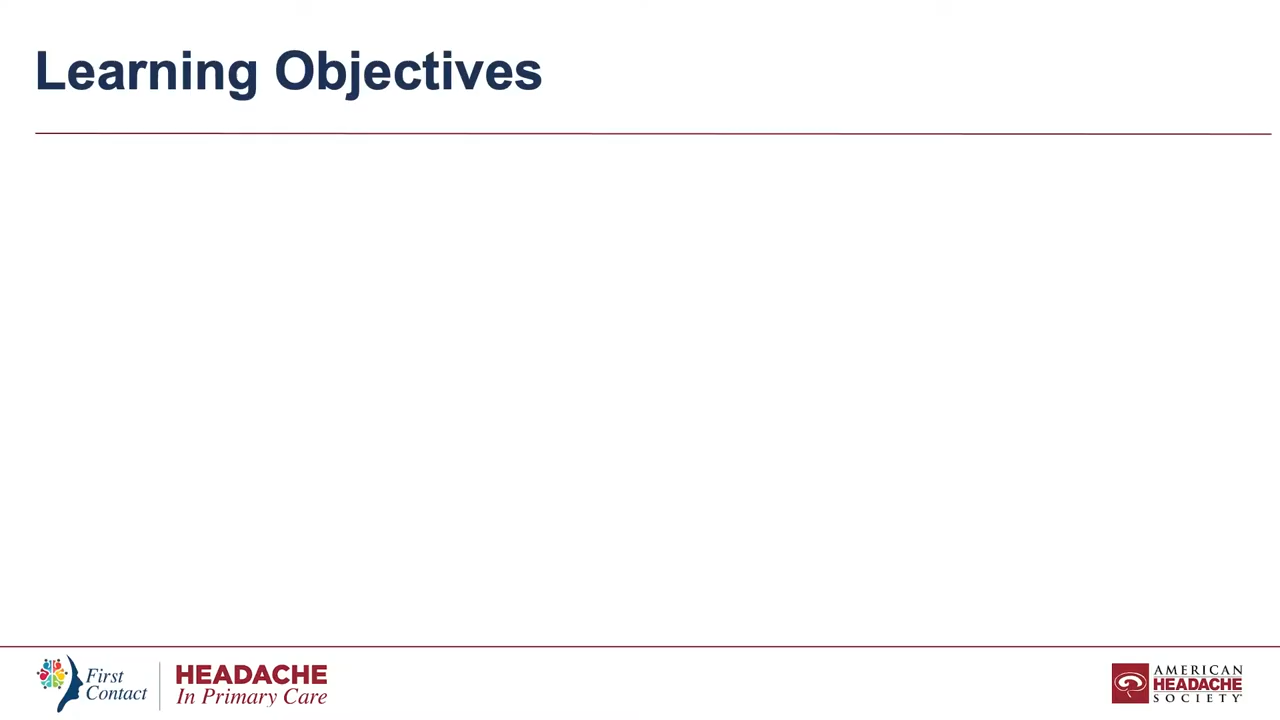 Learning Objectives
First
Contact
HEADACHE
In Primary Care
AMERICAN
HEADACHE
SOCIETY